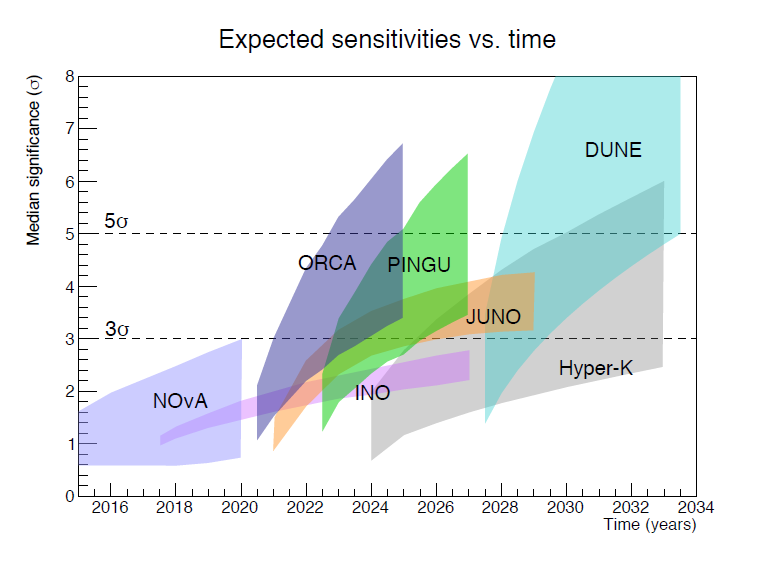 Expected sensitivities vs. time
Median significance (σ)
8
7
6
5
4
3
2
1
0
5σ
3σ
DUNE
ORCA
PINGU
JUNO
Hyper-K
INO
NOνA
2016 2018 2020 2022 2024 2026 2028 2030 2032 2034
Time (years)